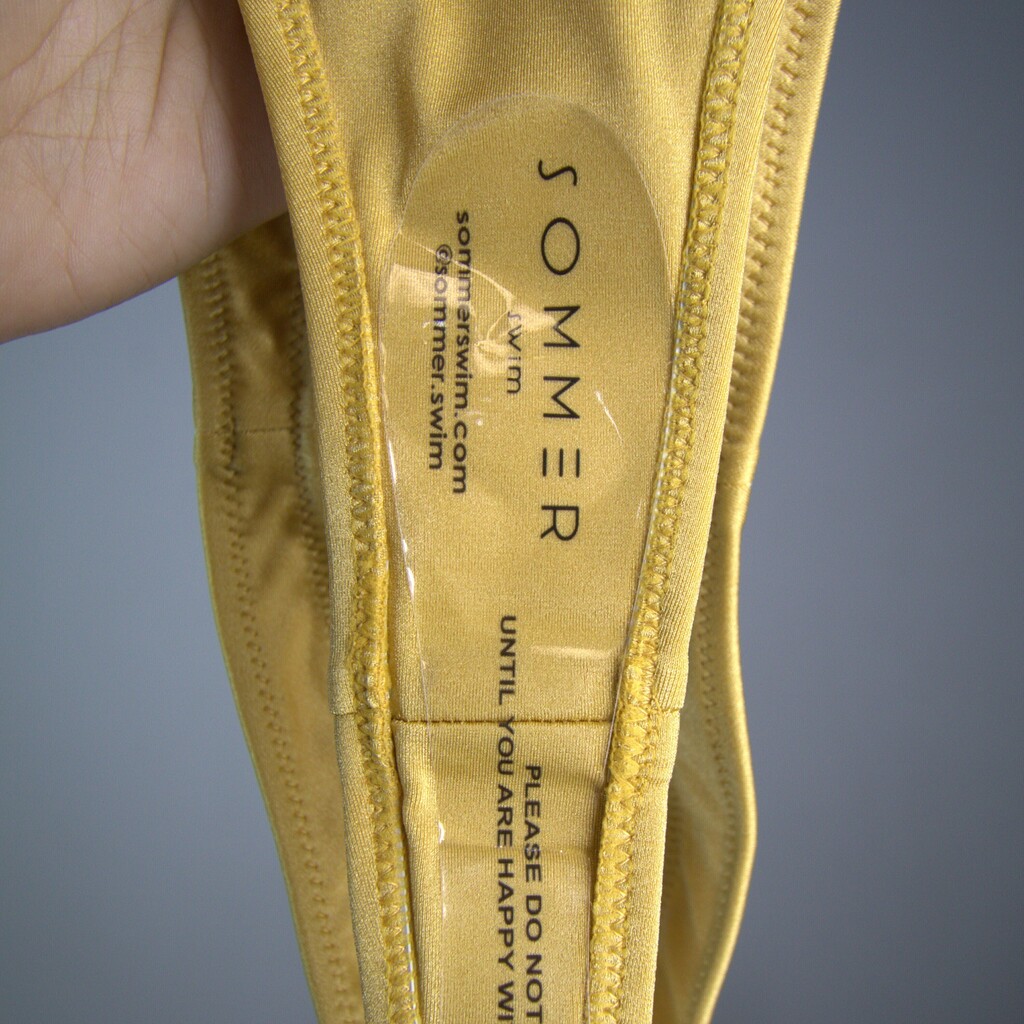 SOMMER
swim
sommerswim.com
@sommer.swim
PLEASE DO NOT
UNTIL YOU ARE HAPPY